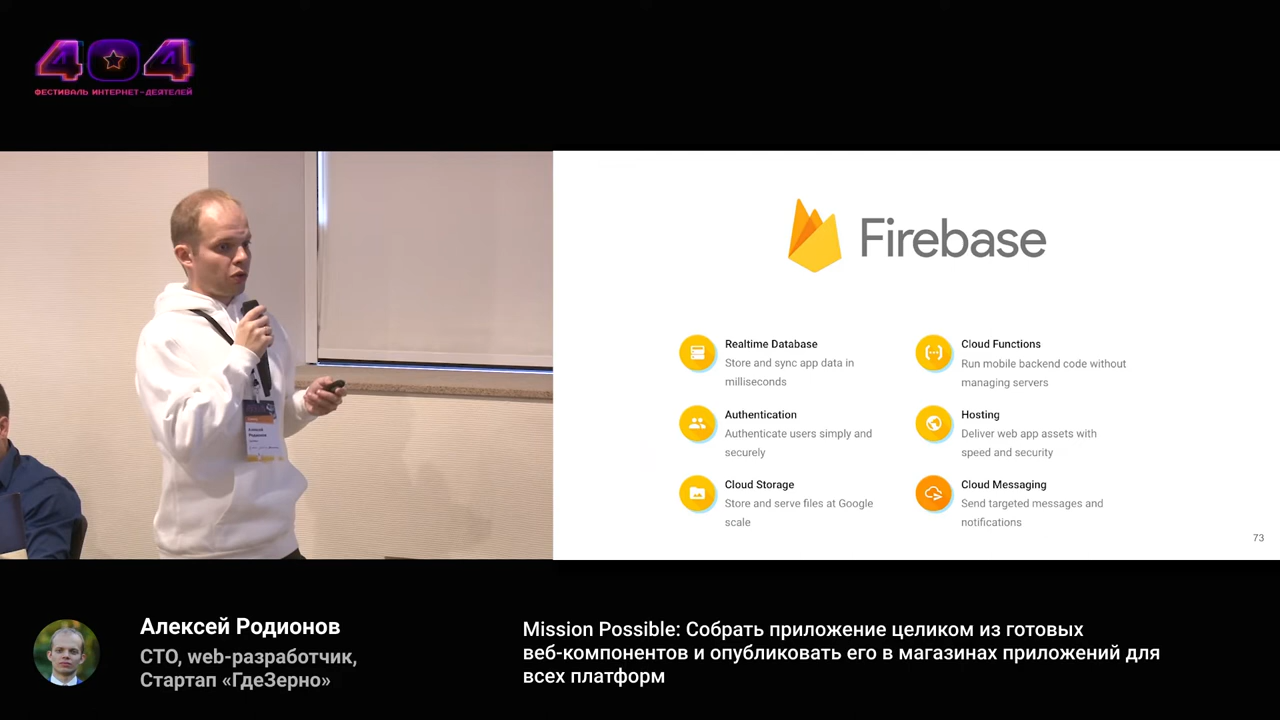 404
ФЕСТИВАЛЬ ИНТЕРНЕТ-ДЕЯТЕЛЕЙ
Firebase
Realtime Database
Store and sync app data in
milliseconds
Cloud Functions
Run mobile backend code without
managing servers
Authentication
Authenticate users simply and
securely
Hosting
Deliver web app assets with
speed and security
Cloud Storage
Store and serve files at Google
scale
Cloud Messaging
Send targeted messages and
notifications
73
Алексей
Родионов
Алексей Родионов
СТО, web-разработчик,
Стартап «ГдеЗерно»
Mission Possible: Собрать приложение целиком из готовых
веб-компонентов и опубликовать его в магазинах приложений для
всех платформ